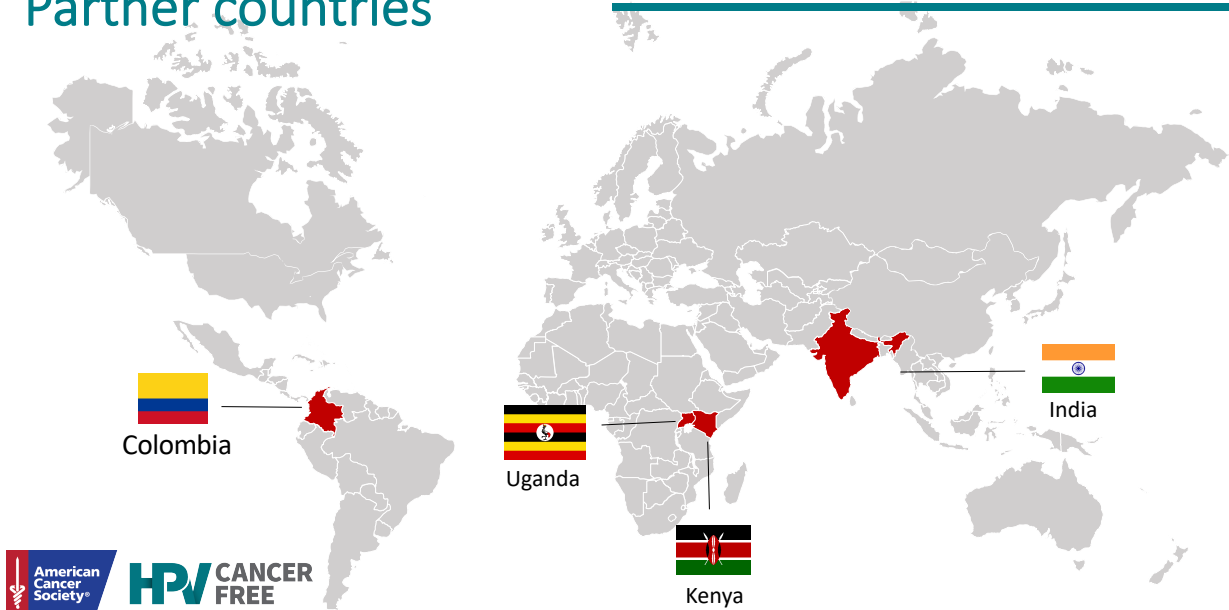 Partner countries
Colombia
Uganda
Kenya
India
American
Cancer
Society®
HPV CANCER
FREE